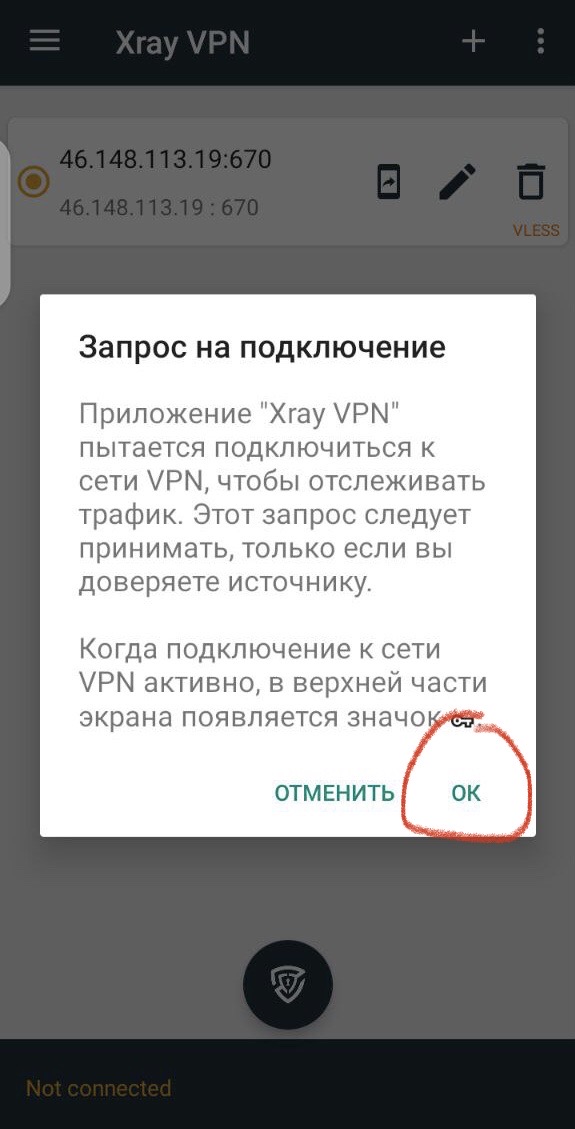 Xray VPN
46.148.113.19:670
46.148.113.19 : 670
VLESS
Запрос на подключение
Приложение "Xray VPN"
пытается подключиться к
сети VPN, чтобы отслеживать
трафик. Этот запрос следует
принимать, только если вы
доверяете источнику.
Когда подключение к сети
VPN активно, в верхней части
экрана появляется значок
ОТМЕНИТЬ
ОК
Not connected